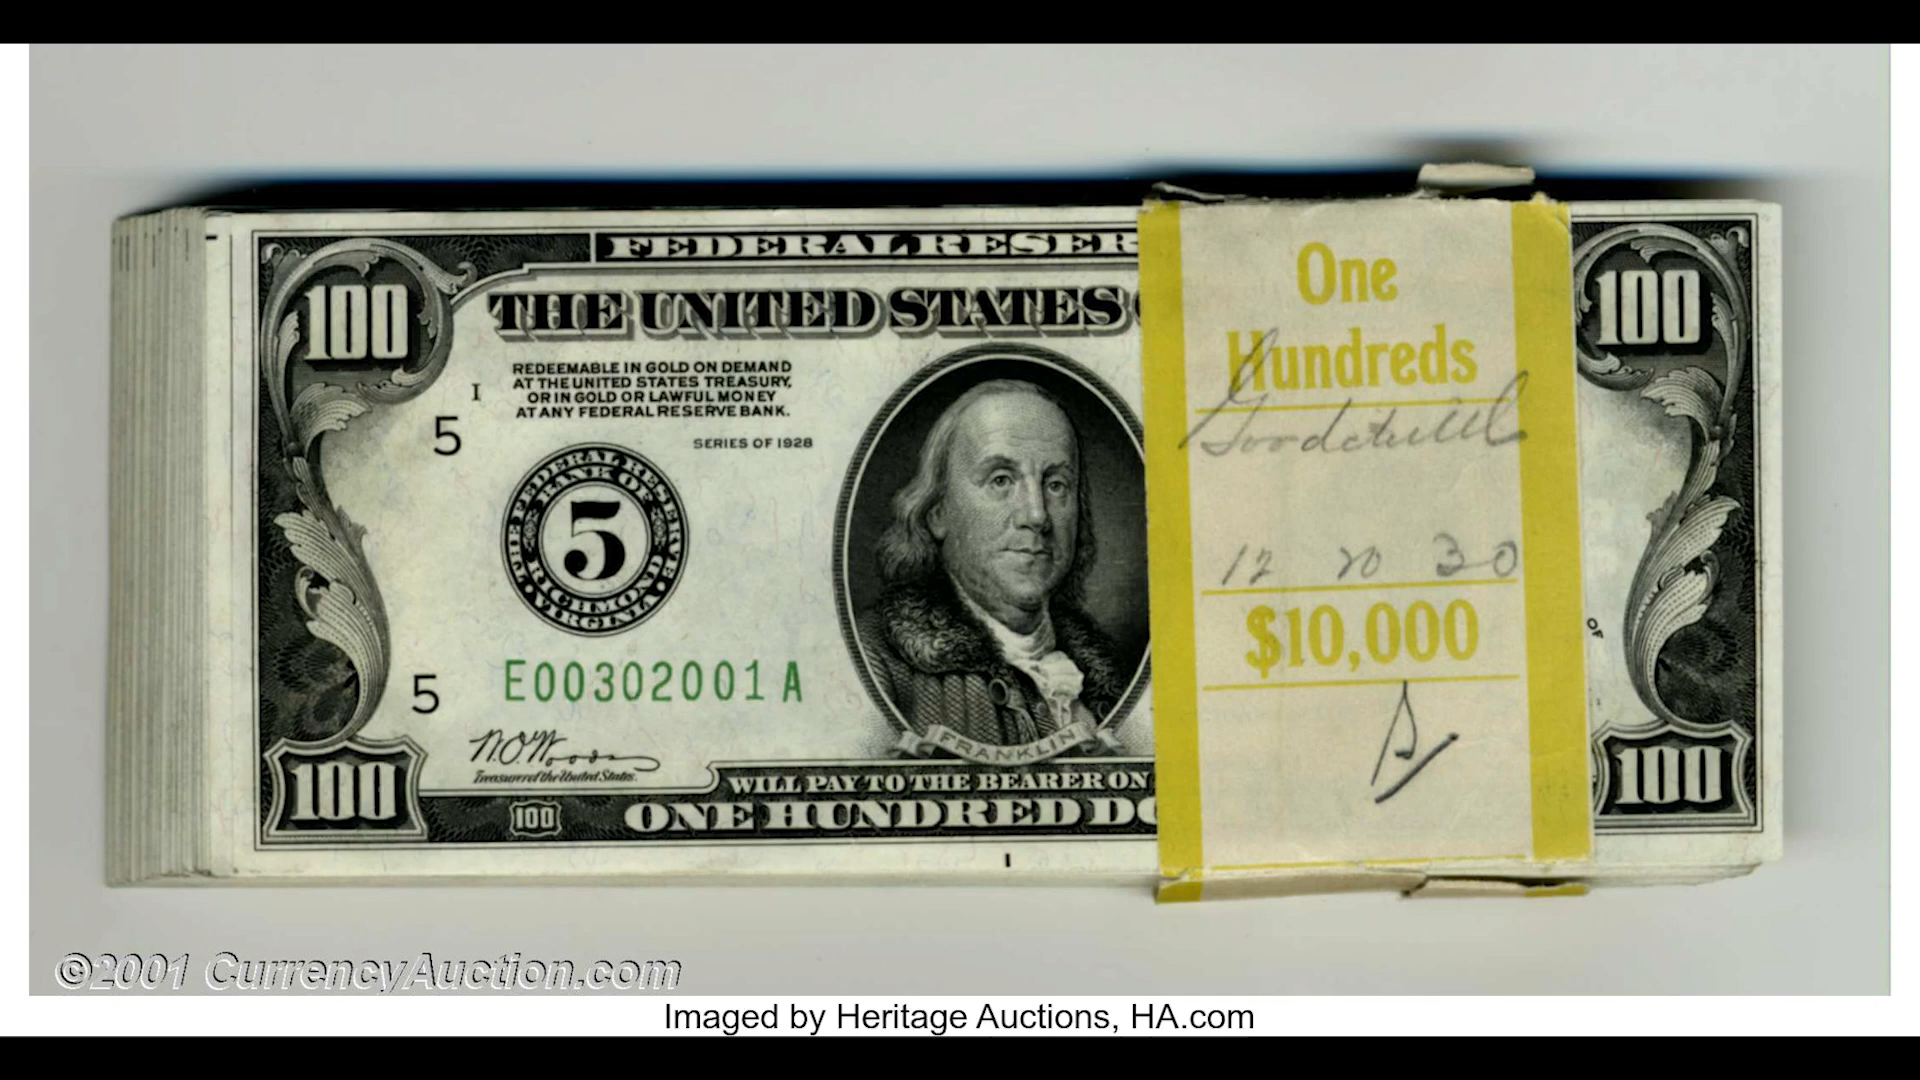 FEDERAL RESER
THE UNITED STATES
100
100
REDEEMABLE IN GOLD ON DEMAND
AT THE UNITED STATES TREASURY,
OR IN GOLD OR LAWFUL MONEY
AT ANY FEDERAL RESERVE BANK.
I
5
SERIES OF 1928
THE FEDERAL RESERVE
BANK OF
5
RICHMOND
VIRGINIA
5
E00302001A
W.O. Woods
Treasurer of the United States.
FRANKLIN
WILL PAY TO THE BEARER ON
100
100
ONE HUNDRED DO
100
I
One
Hundreds
12 20 30
$10,000
OF
©2001 CurrencyAuction.com
Imaged by Heritage Auctions, HA.com